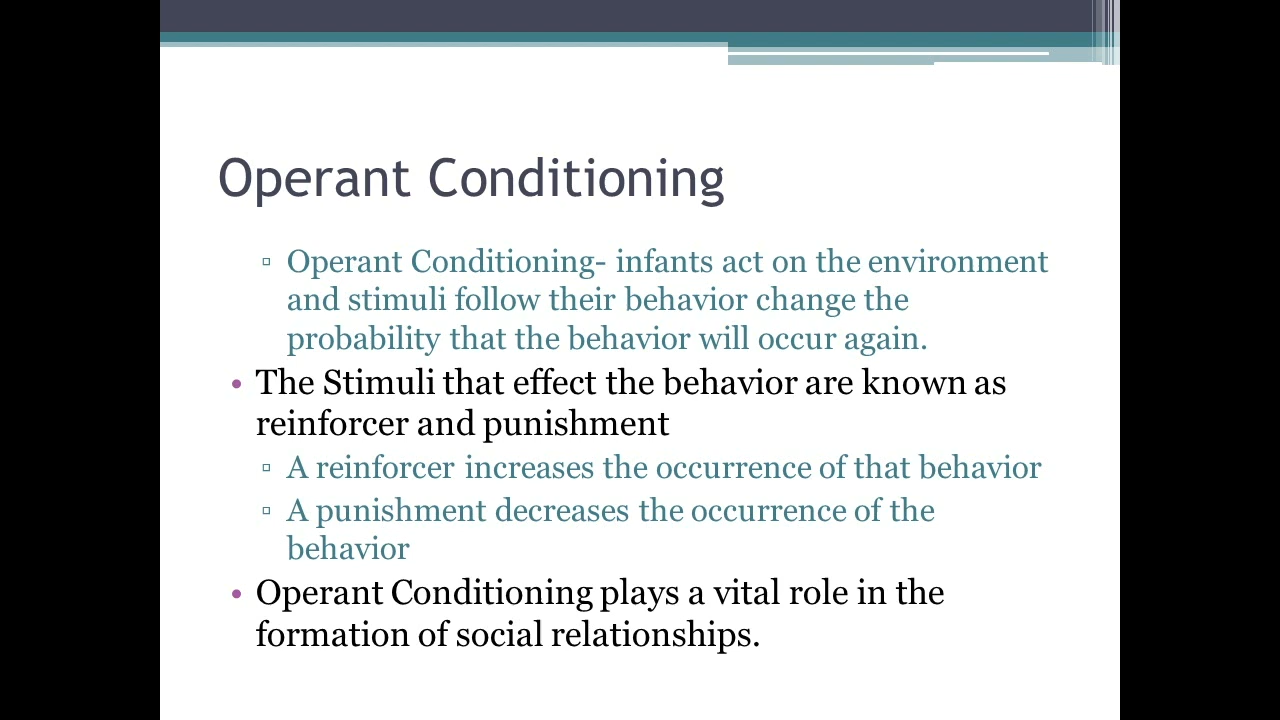 Operant Conditioning
▫ Operant Conditioning- infants act on the environment
and stimuli follow their behavior change the
probability that the behavior will occur again.
• The Stimuli that effect the behavior are known as
reinforcer and punishment
▫ A reinforcer increases the occurrence of that behavior
▫ A punishment decreases the occurrence of the
behavior
• Operant Conditioning plays a vital role in the
formation of social relationships.